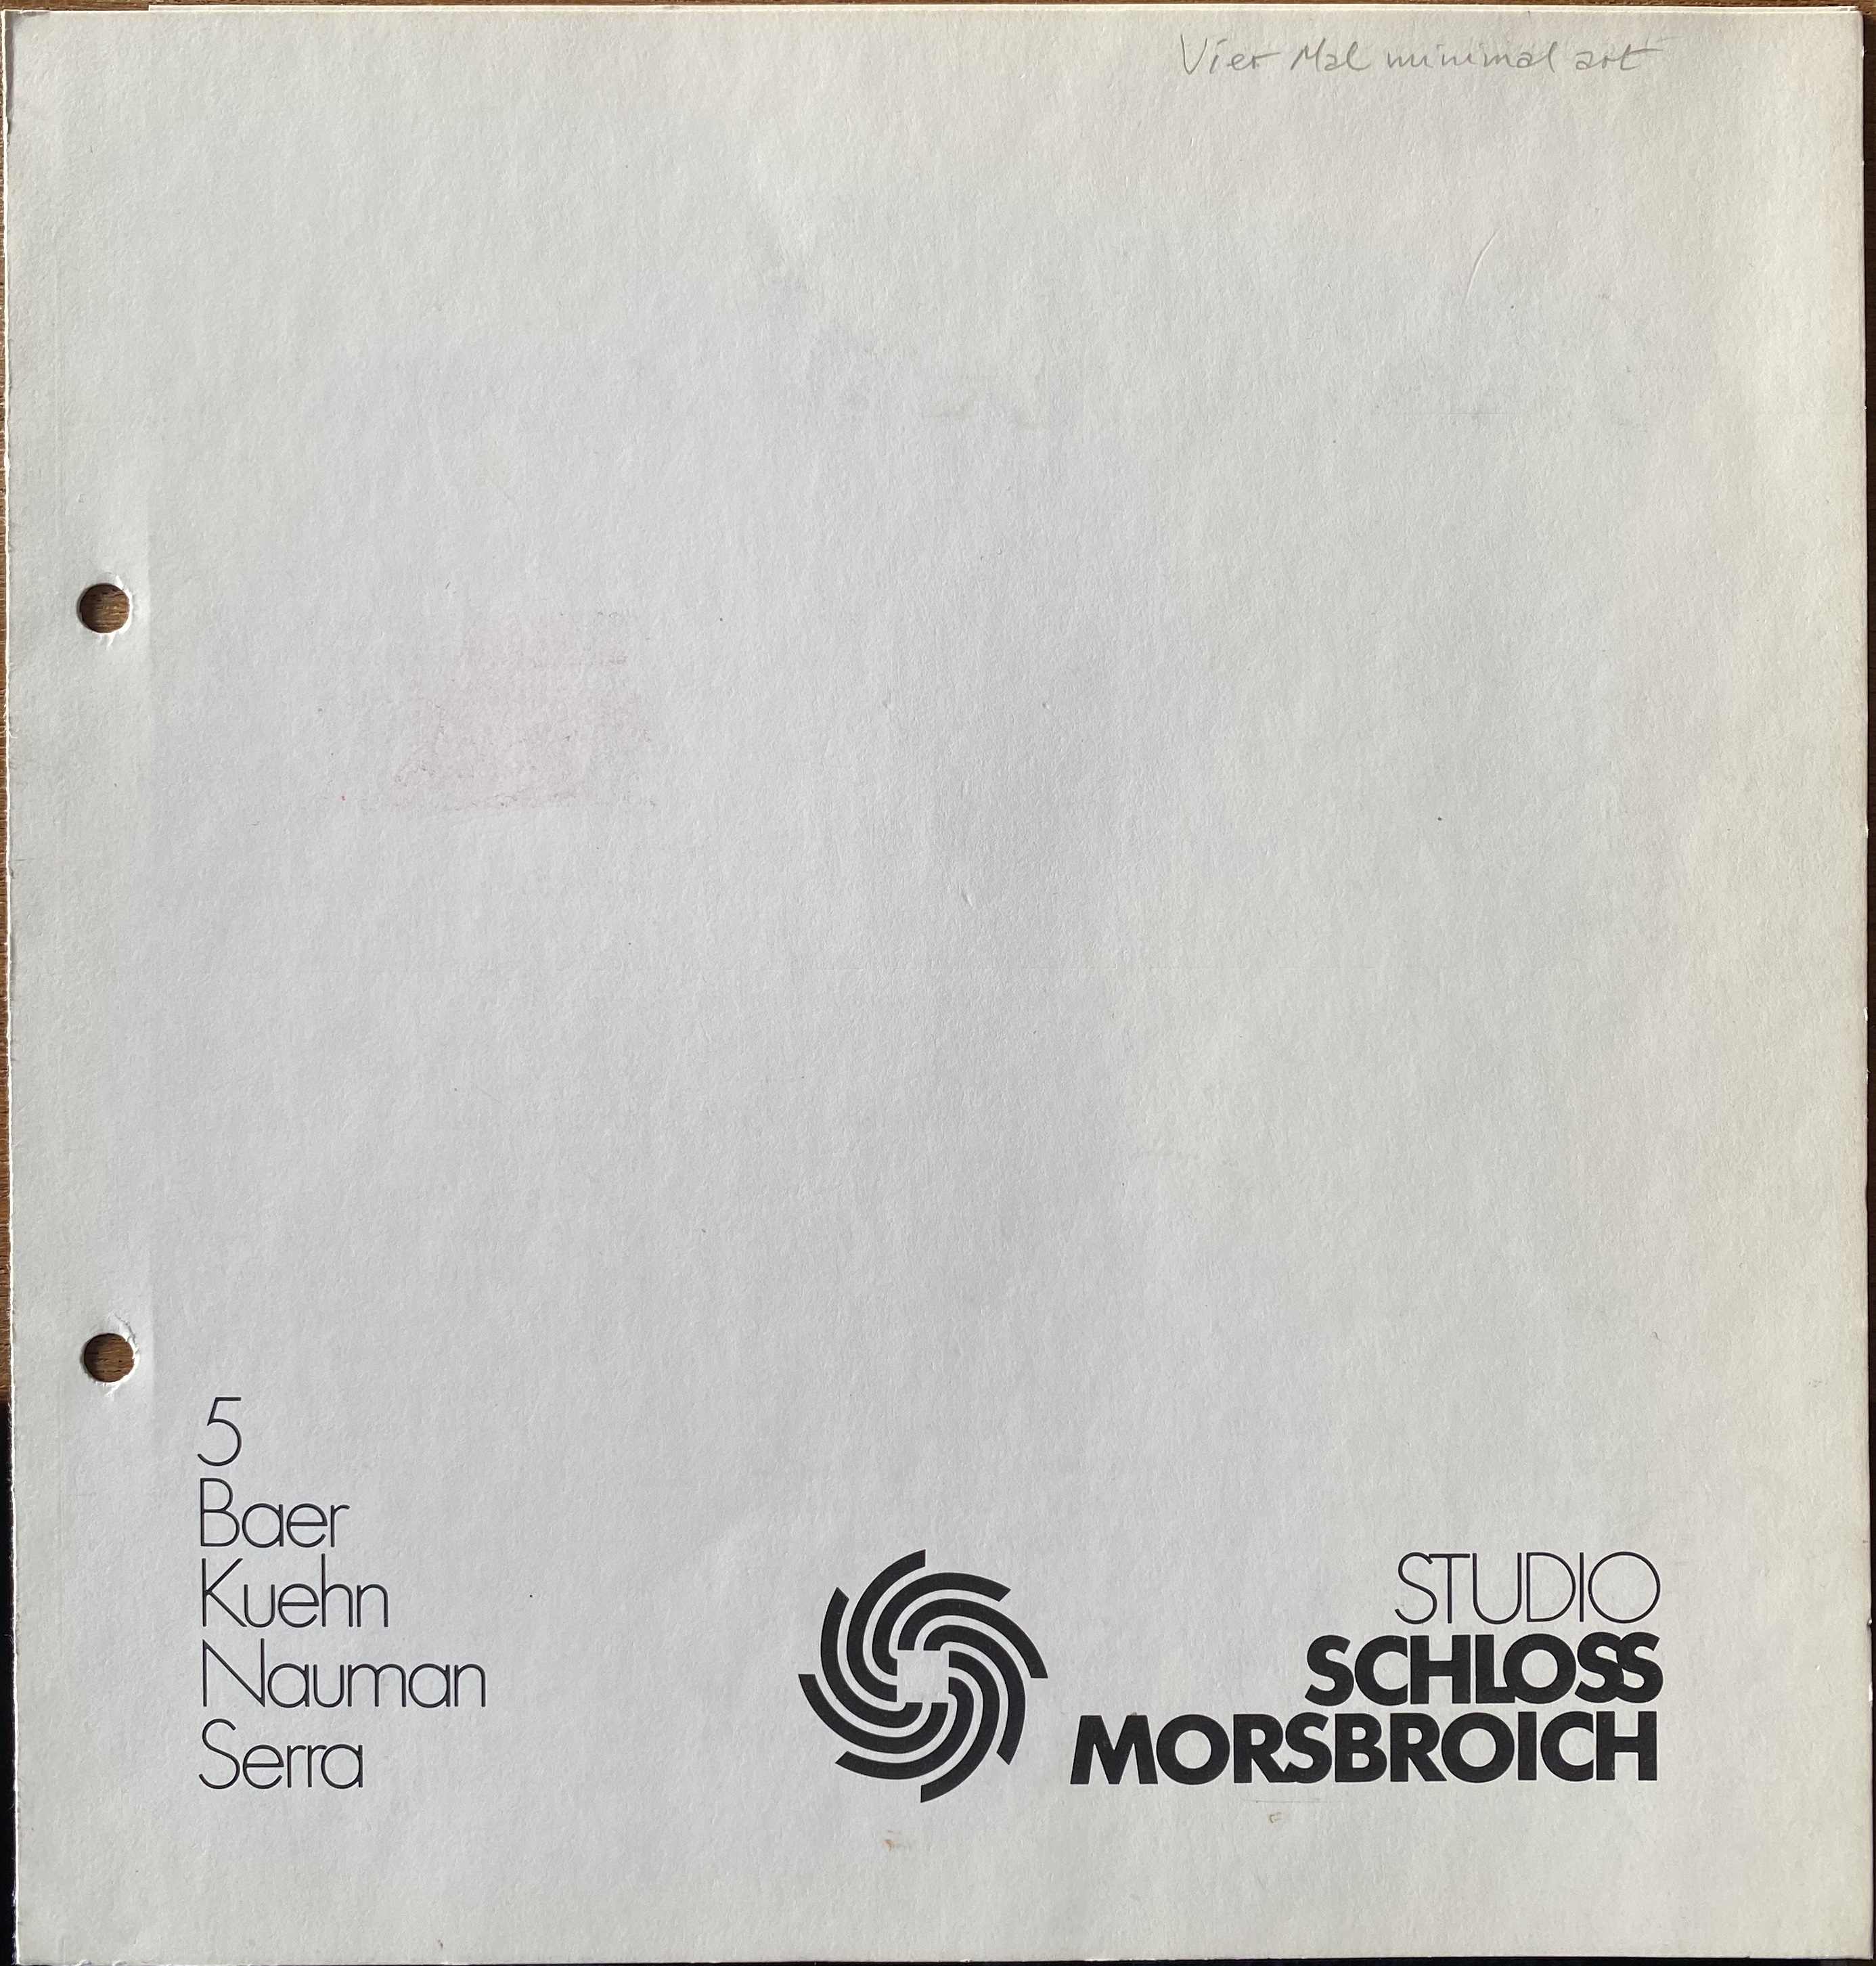 Vier Mal minimal art
5
Baer
Kuehn
Nauman
Serra
STUDIO
SCHLOSS
MORSBROICH